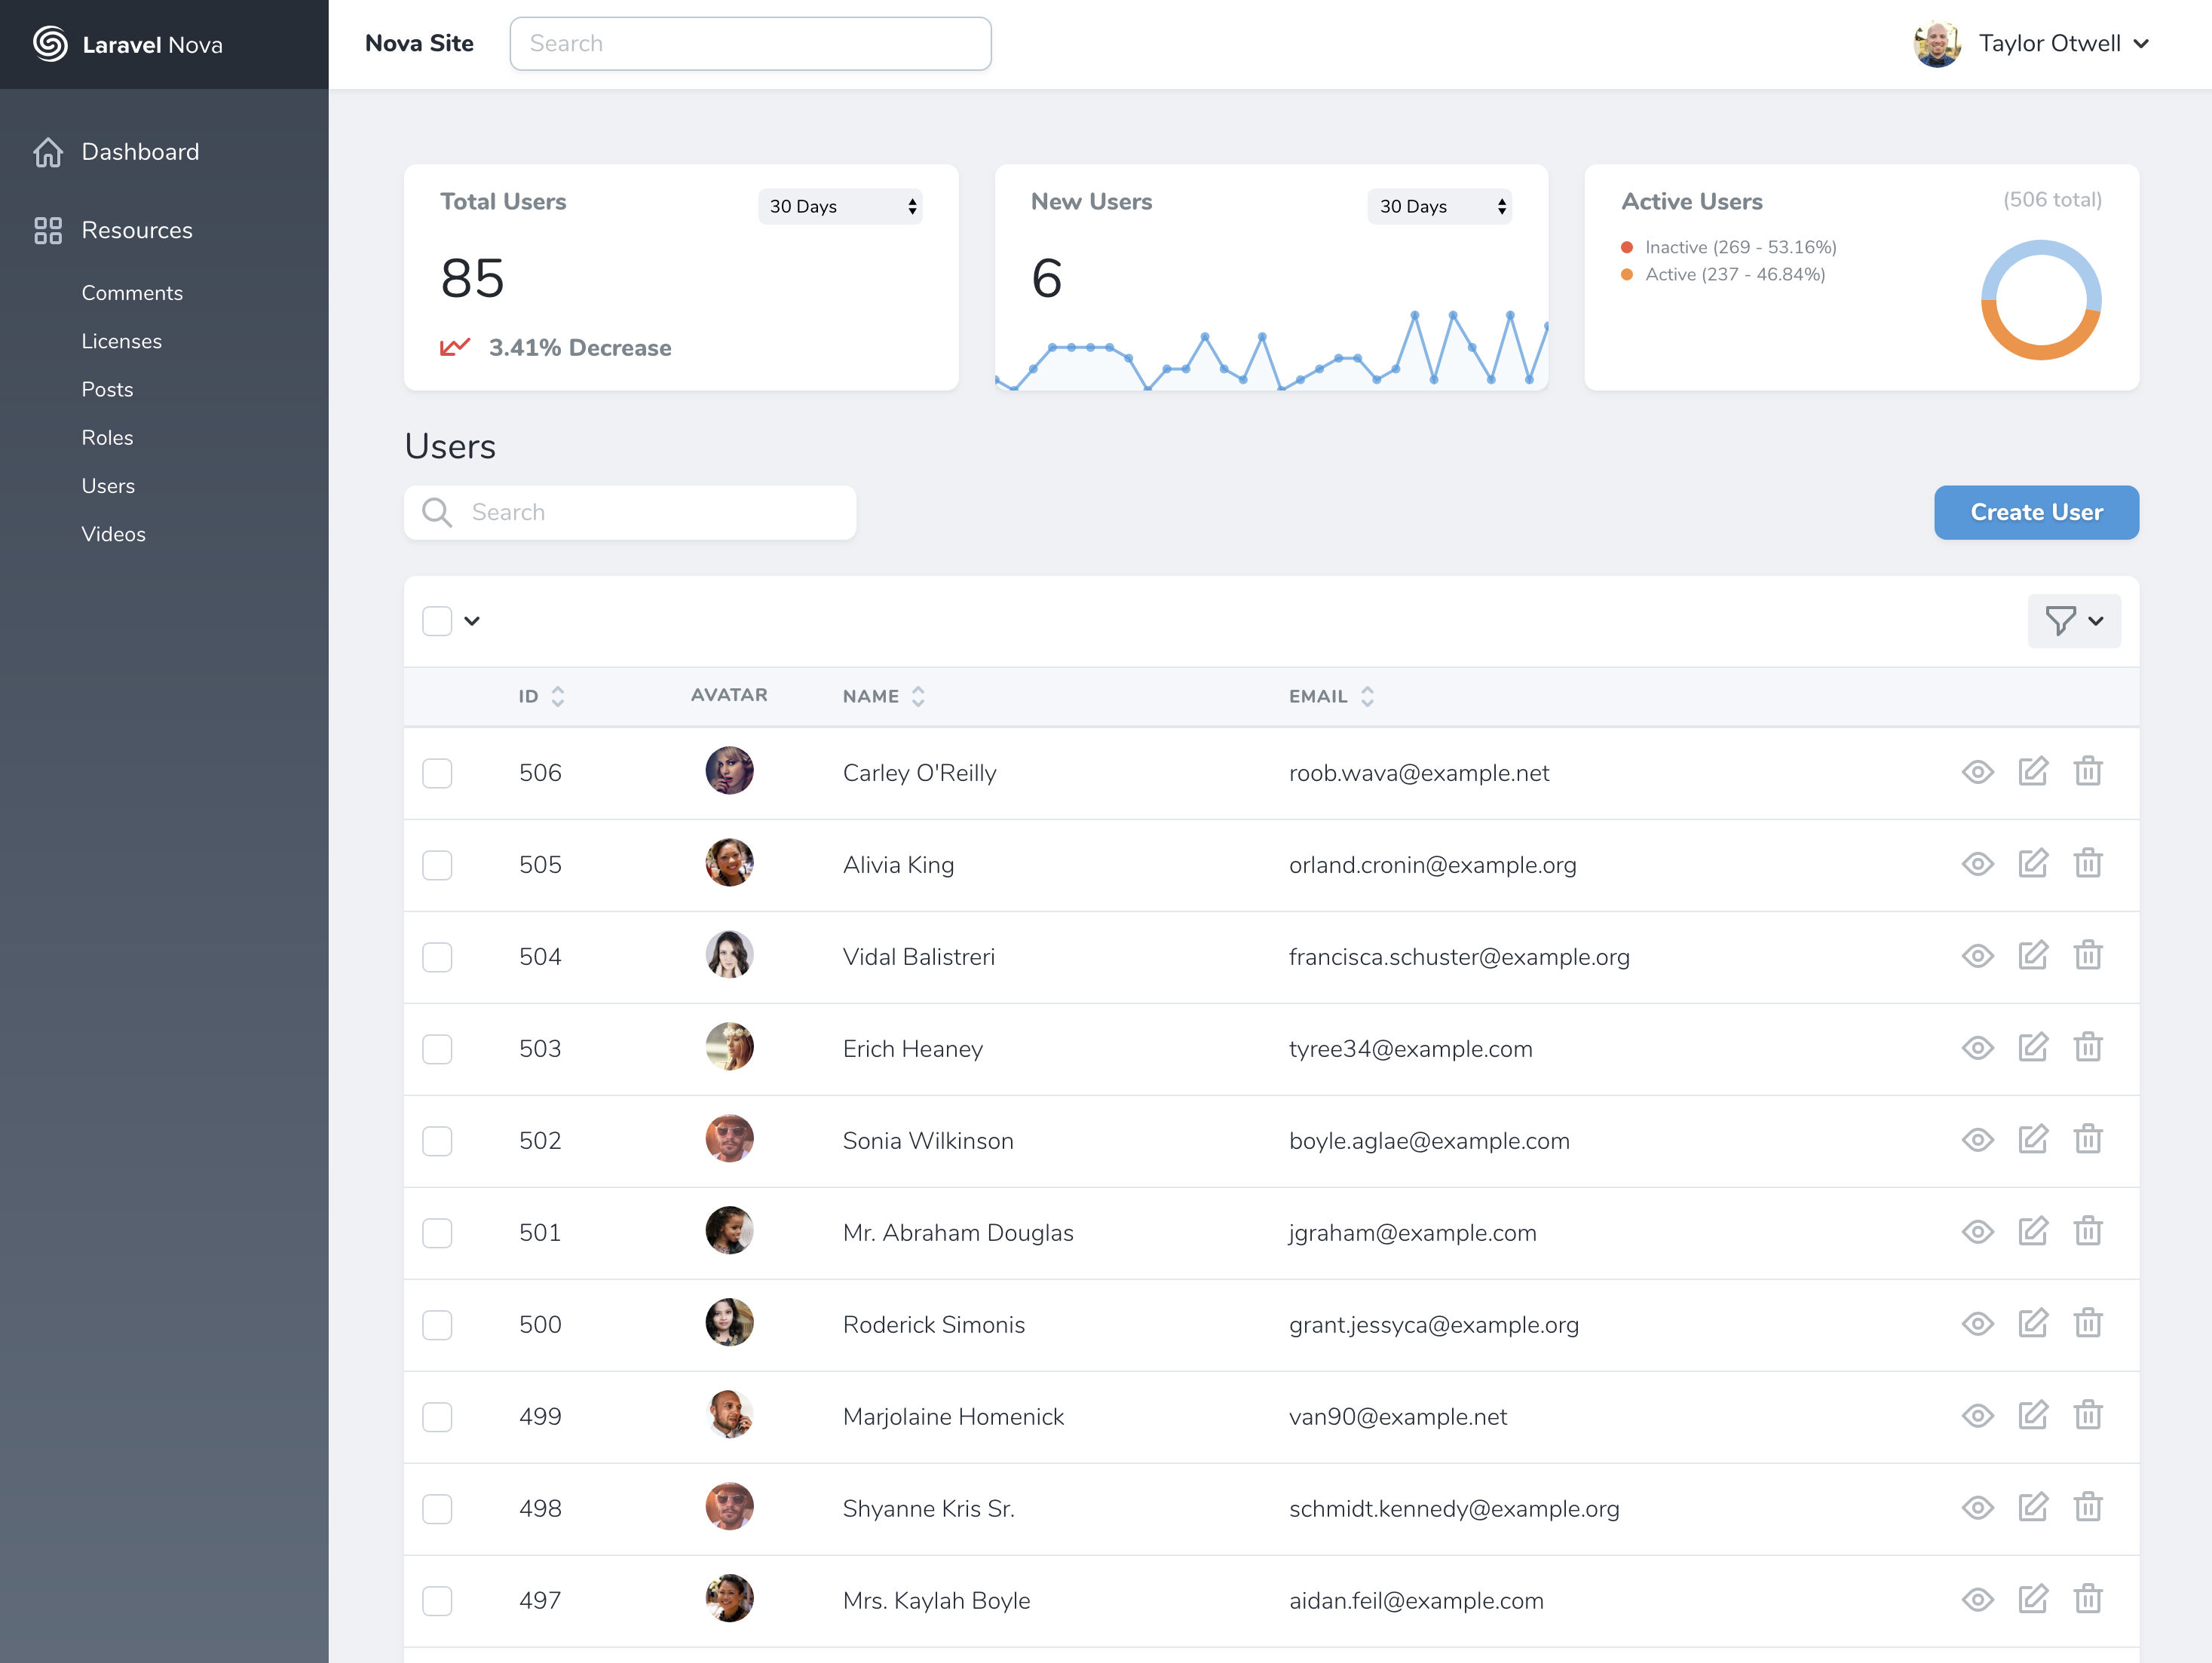 Laravel Nova
Nova Site
Search
Taylor Otwell
Dashboard
Resources
Comments
Licenses
Posts
Roles
Users
Videos
Total Users
30 Days
85
3.41% Decrease
New Users
30 Days
6
Active Users
(506 total)
Inactive (269 - 53.16%)
Active (237 - 46.84%)
Users
Search
Create User
ID AVATAR NAME EMAIL
506 Carley O'Reilly roob.wava@example.net
505 Alivia King orland.cronin@example.org
504 Vidal Balistreri francisca.schuster@example.org
503 Erich Heaney tyree34@example.com
502 Sonia Wilkinson boyle.aglae@example.com
501 Mr. Abraham Douglas jgraham@example.com
500 Roderick Simonis grant.jessyca@example.org
499 Marjolaine Homenick van90@example.net
498 Shyanne Kris Sr. schmidt.kennedy@example.org
497 Mrs. Kaylah Boyle aidan.feil@example.com